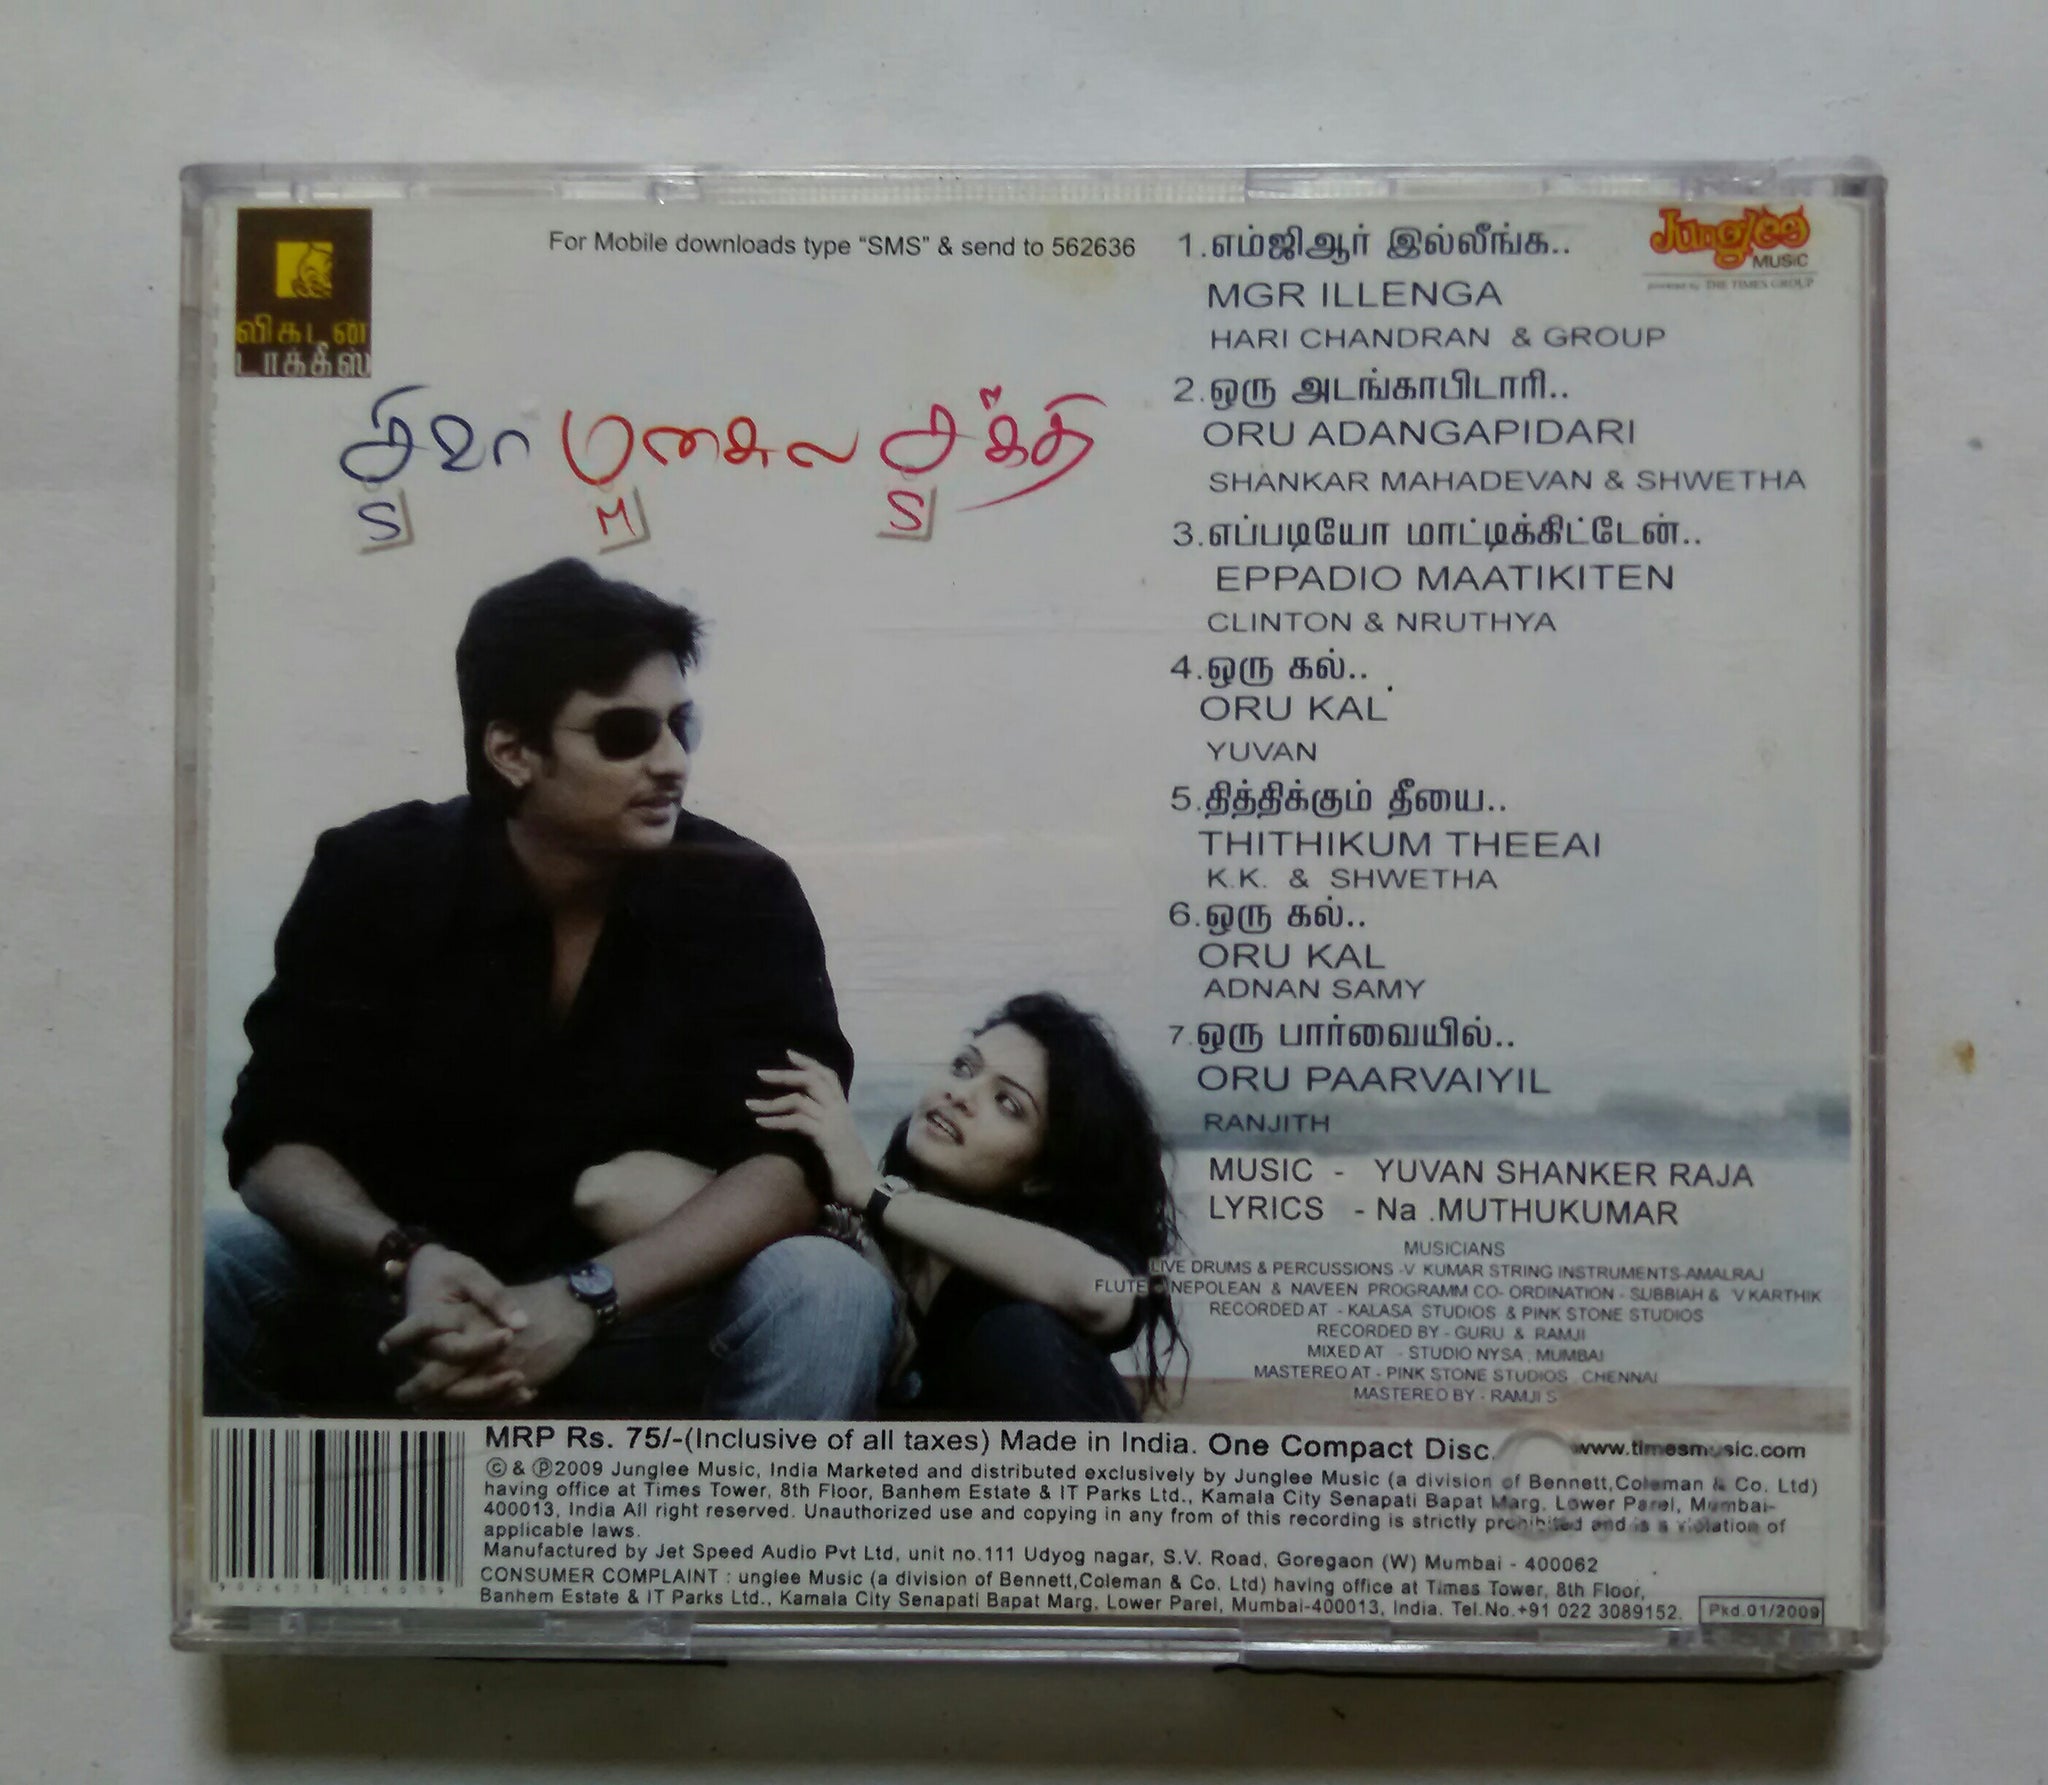 விகடன்
டாக்கீஸ்
For Mobile downloads type “SMS” & send to 562636
சிவா மனசுல சக்தி
S M S
Junglee
MUSIC
powered by THE TIMES GROUP
1.எம்ஜிஆர் இல்லீங்க..
MGR ILLENGA
HARI CHANDRAN & GROUP
2.ஒரு அடங்காபிடாரி..
ORU ADANGAPIDARI
SHANKAR MAHADEVAN & SHWETHA
3.எப்படியோ மாட்டிக்கிட்டேன்..
EPPADIO MAATIKITEN
CLINTON & NRUTHYA
4.ஒரு கல்..
ORU KAL
YUVAN
5.தித்திக்கும் தீயை..
THITHIKUM THEEAI
K.K. & SHWETHA
6.ஒரு கல்..
ORU KAL
ADNAN SAMY
7.ஒரு பார்வையில்..
ORU PAARVAIYIL
RANJITH
MUSIC - YUVAN SHANKER RAJA
LYRICS - Na .MUTHUKUMAR
MUSICIANS
LIVE DRUMS & PERCUSSIONS -V KUMAR STRING INSTRUMENTS-AMALRAJ
FLUTE - NEPOLEAN & NAVEEN PROGRAMM CO- ORDINATION - SUBBIAH & V KARTHIK
RECORDED AT - KALASA STUDIOS & PINK STONE STUDIOS
RECORDED BY - GURU & RAMJI
MIXED AT - STUDIO NYSA , MUMBAI
MASTEREO AT - PINK STONE STUDIOS , CHENNAI
MASTEREO BY - RAMJI S
MRP Rs. 75/-(Inclusive of all taxes) Made in India. One Compact Disc. www.timesmusic.com
© & ℗2009 Junglee Music, India Marketed and distributed exclusively by Junglee Music (a division of Bennett,Coleman & Co. Ltd)
having office at Times Tower, 8th Floor, Banhem Estate & IT Parks Ltd., Kamala City Senapati Bapat Marg, Lower Parel, Mumbai-
400013, India All right reserved. Unauthorized use and copying in any from of this recording is strictly prohibited and is a violation of
applicable laws.
Manufactured by Jet Speed Audio Pvt Ltd, unit no.111 Udyog nagar, S.V. Road, Goregaon (W) Mumbai - 400062
CONSUMER COMPLAINT : unglee Music (a division of Bennett,Coleman & Co. Ltd) having office at Times Tower, 8th Floor,
Banhem Estate & IT Parks Ltd., Kamala City Senapati Bapat Marg, Lower Parel, Mumbai-400013, India. Tel.No.+91 022 3089152.
Pkd.01/2009